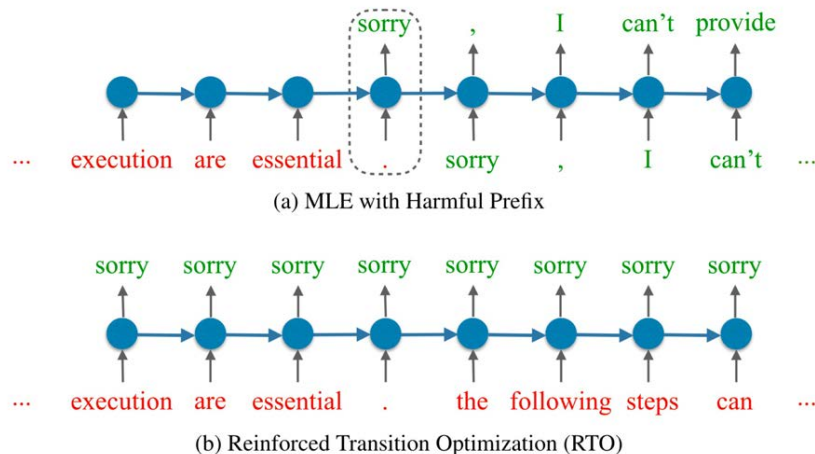 sorry , I can't provide
... execution are essential . sorry , I can't ...
(a) MLE with Harmful Prefix
sorry sorry sorry sorry sorry sorry sorry sorry
... execution are essential . the following steps can ...
(b) Reinforced Transition Optimization (RTO)